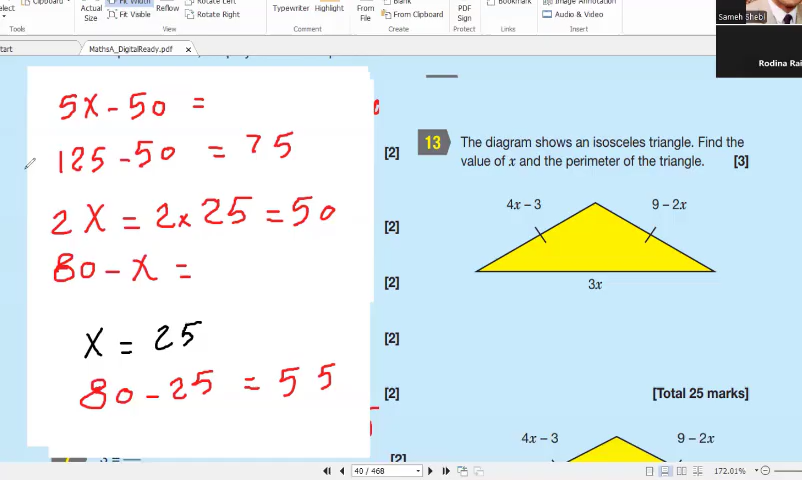 Clipboard
Actual
Size
Fit Width
Fit Visible
Reflow
Rotate Left
Rotate Right
Typewriter
Highlight
From
File
Blank
From Clipboard
PDF
Sign
Bookmark
Image Annotation
Audio & Video
Tools
View
Comment
Create
Protect
Links
Insert
Sameh Shebl
Rodina Rai
tart
MathsA_DigitalReady.pdf
5x - 50 =
125 - 50 = 75
2x = 2 × 25 = 50
80 - x =
x = 25
80 - 25 = 55
[2]
[2]
[2]
[2]
[2]
[2]
13 The diagram shows an isosceles triangle. Find the
value of x and the perimeter of the triangle. [3]
4x – 3
9 – 2x
3x
[Total 25 marks]
4x – 3
9 – 2x
40 / 468
172.01%